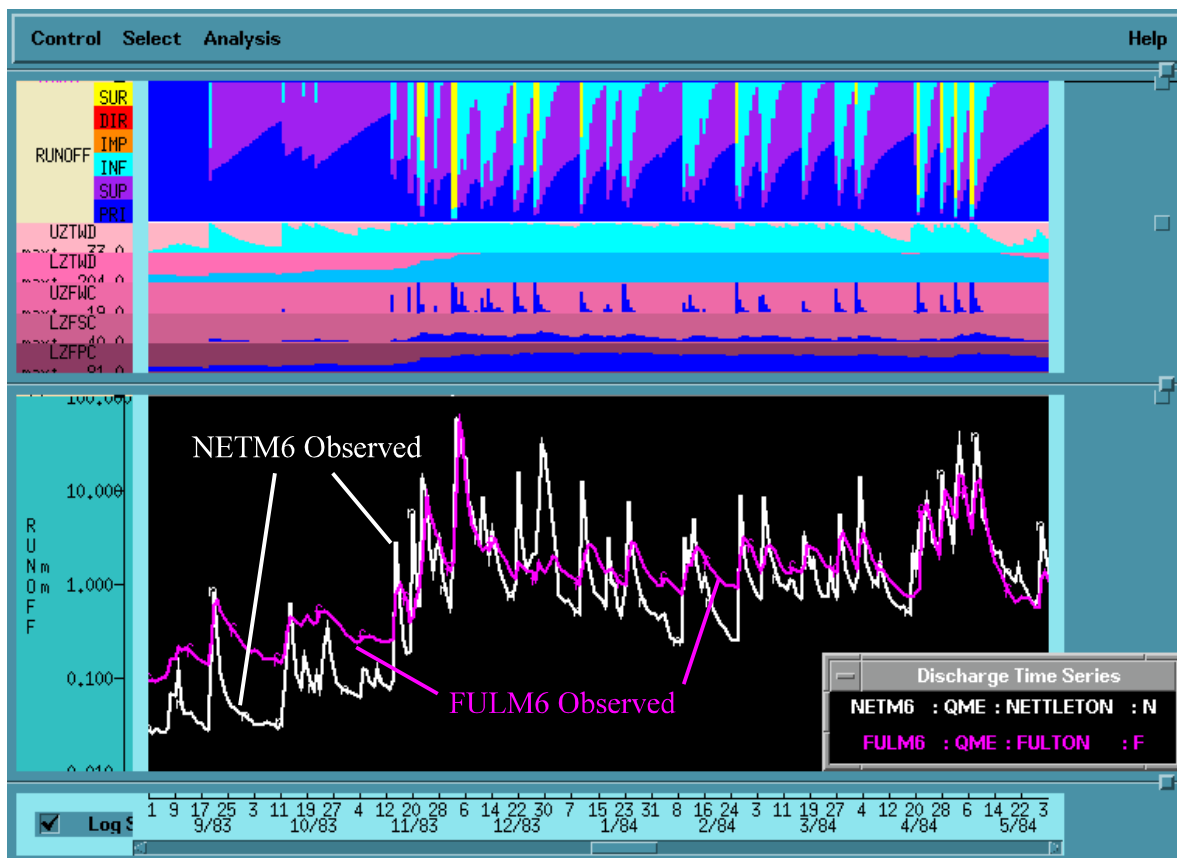 Control Select Analysis Help
SUR
DIR
IMP
RUNOFF
INF
SUP
PRI
UZTWD
LZTWD
UZFWC
LZFSC
LZFPC
10.000
1.000
0.100
RUNOFF
mm
NETM6 Observed
FULM6 Observed
Discharge Time Series
NETM6 : QME : NETTLETON : N
FULM6 : QME : FULTON : F
Log S
1 9 17 25 3 11 19 27 4 12 20 28 6 14 22 30 7 15 23 31 8 16 24 3 11 19 27 4 12 20 28 6 14 22 3
9/83 10/83 11/83 12/83 1/84 2/84 3/84 4/84 5/84